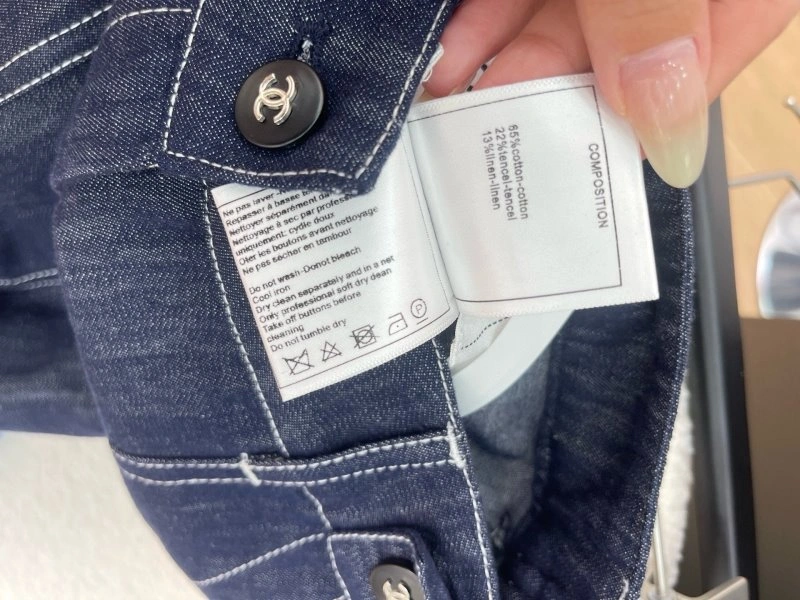 COMPOSITION
65%cotton-cotton
22%tencel-tencel
13%linen-linen
Ne pas laver
Repasser à basse
Nettoyer séparément
Nettoyage à sec par
uniquement: cycle doux
Oter les boutons avant nettoyage
Ne pas sécher en tambour
Do not wash-Donot bleach
Cool iron
Dry clean separately and in a net
Only professional soft dry clean
Take off buttons before
cleaning
Do not tumble dry
P